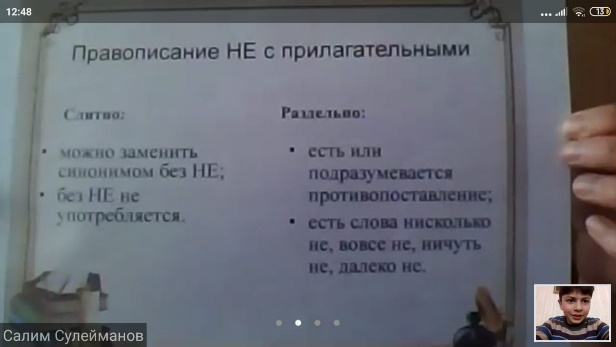 12:48
13
Правописание НЕ с прилагательными
Слитно:
• можно заменить
синонимом без НЕ;
• без НЕ не
употребляется.
Раздельно:
• есть или
подразумевается
противопоставление;
• есть слова нисколько
не, вовсе не, ничуть
не, далеко не.
Салим Сулейманов